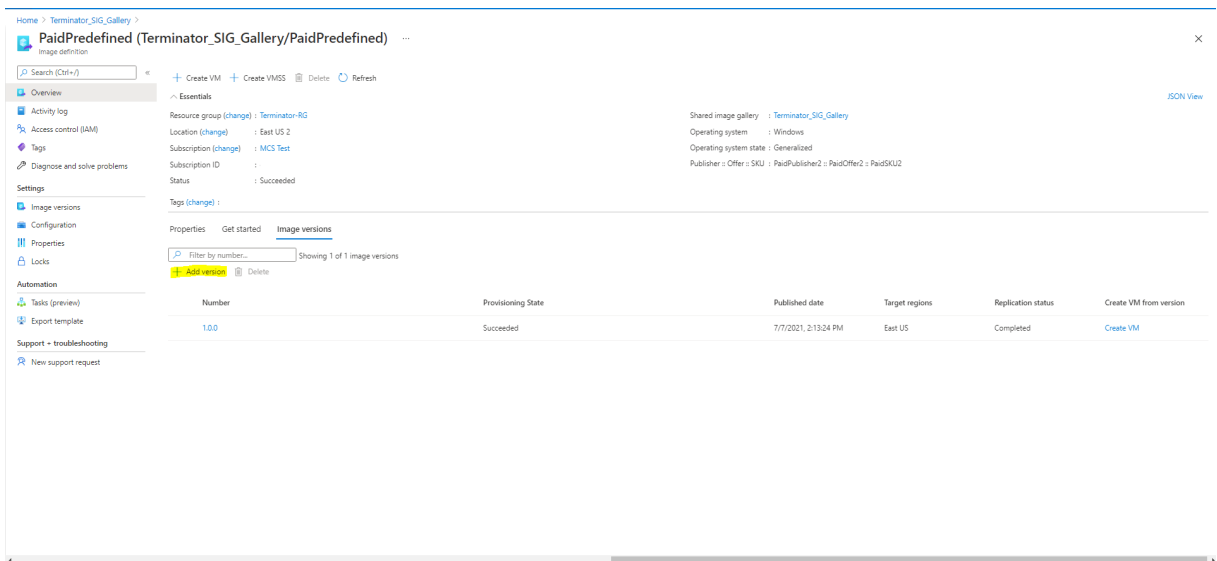 Home > Terminator_SIG_Gallery >
PaidPredefined (Terminator_SIG_Gallery/PaidPredefined) ...
Image definition
Search (Ctrl+/)
«
Overview
Activity log
Access control (IAM)
Tags
Diagnose and solve problems
Settings
Image versions
Configuration
Properties
Locks
Automation
Tasks (preview)
Export template
Support + troubleshooting
New support request
+ Create VM + Create VMSS Delete Refresh
Essentials
JSON View
Resource group (change) : Terminator-RG
Location (change) : East US 2
Subscription (change) : MCS Test
Subscription ID :
Status : Succeeded
Shared image gallery : Terminator_SIG_Gallery
Operating system : Windows
Operating system state : Generalized
Publisher :: Offer :: SKU : PaidPublisher2 :: PaidOffer2 :: PaidSKU2
Tags (change) :
Properties Get started Image versions
Filter by number... Showing 1 of 1 image versions
+ Add version Delete
Number Provisioning State Published date Target regions Replication status Create VM from version
1.0.0 Succeeded 7/7/2021, 2:13:24 PM East US Completed Create VM